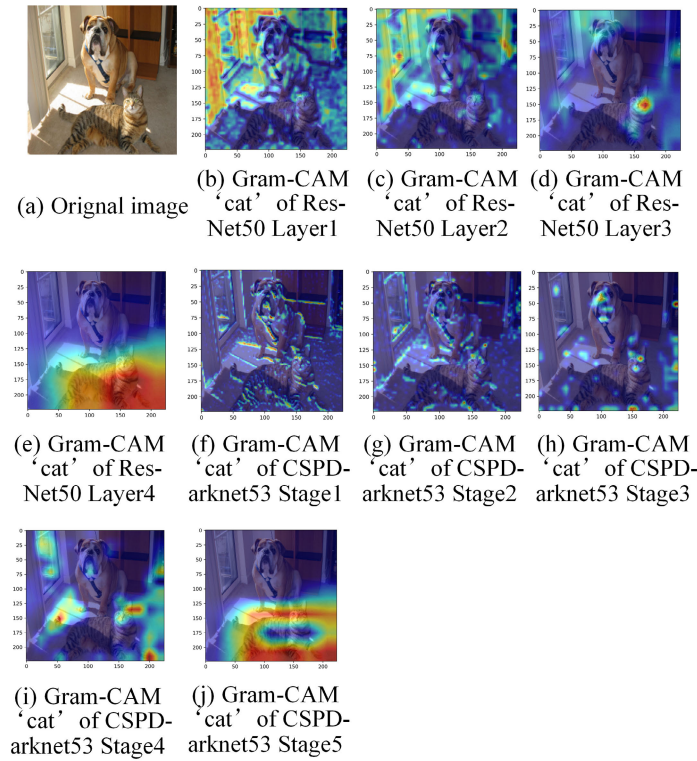 (a) Orignal image
(b) Gram-CAM
‘cat’ of Res-
Net50 Layer1
(c) Gram-CAM
‘cat’ of Res-
Net50 Layer2
(d) Gram-CAM
‘cat’ of Res-
Net50 Layer3
(e) Gram-CAM
‘cat’ of Res-
Net50 Layer4
(f) Gram-CAM
‘cat’ of CSPD-
arknet53 Stage1
(g) Gram-CAM
‘cat’ of CSPD-
arknet53 Stage2
(h) Gram-CAM
‘cat’ of CSPD-
arknet53 Stage3
(i) Gram-CAM
‘cat’ of CSPD-
arknet53 Stage4
(j) Gram-CAM
‘cat’ of CSPD-
arknet53 Stage5